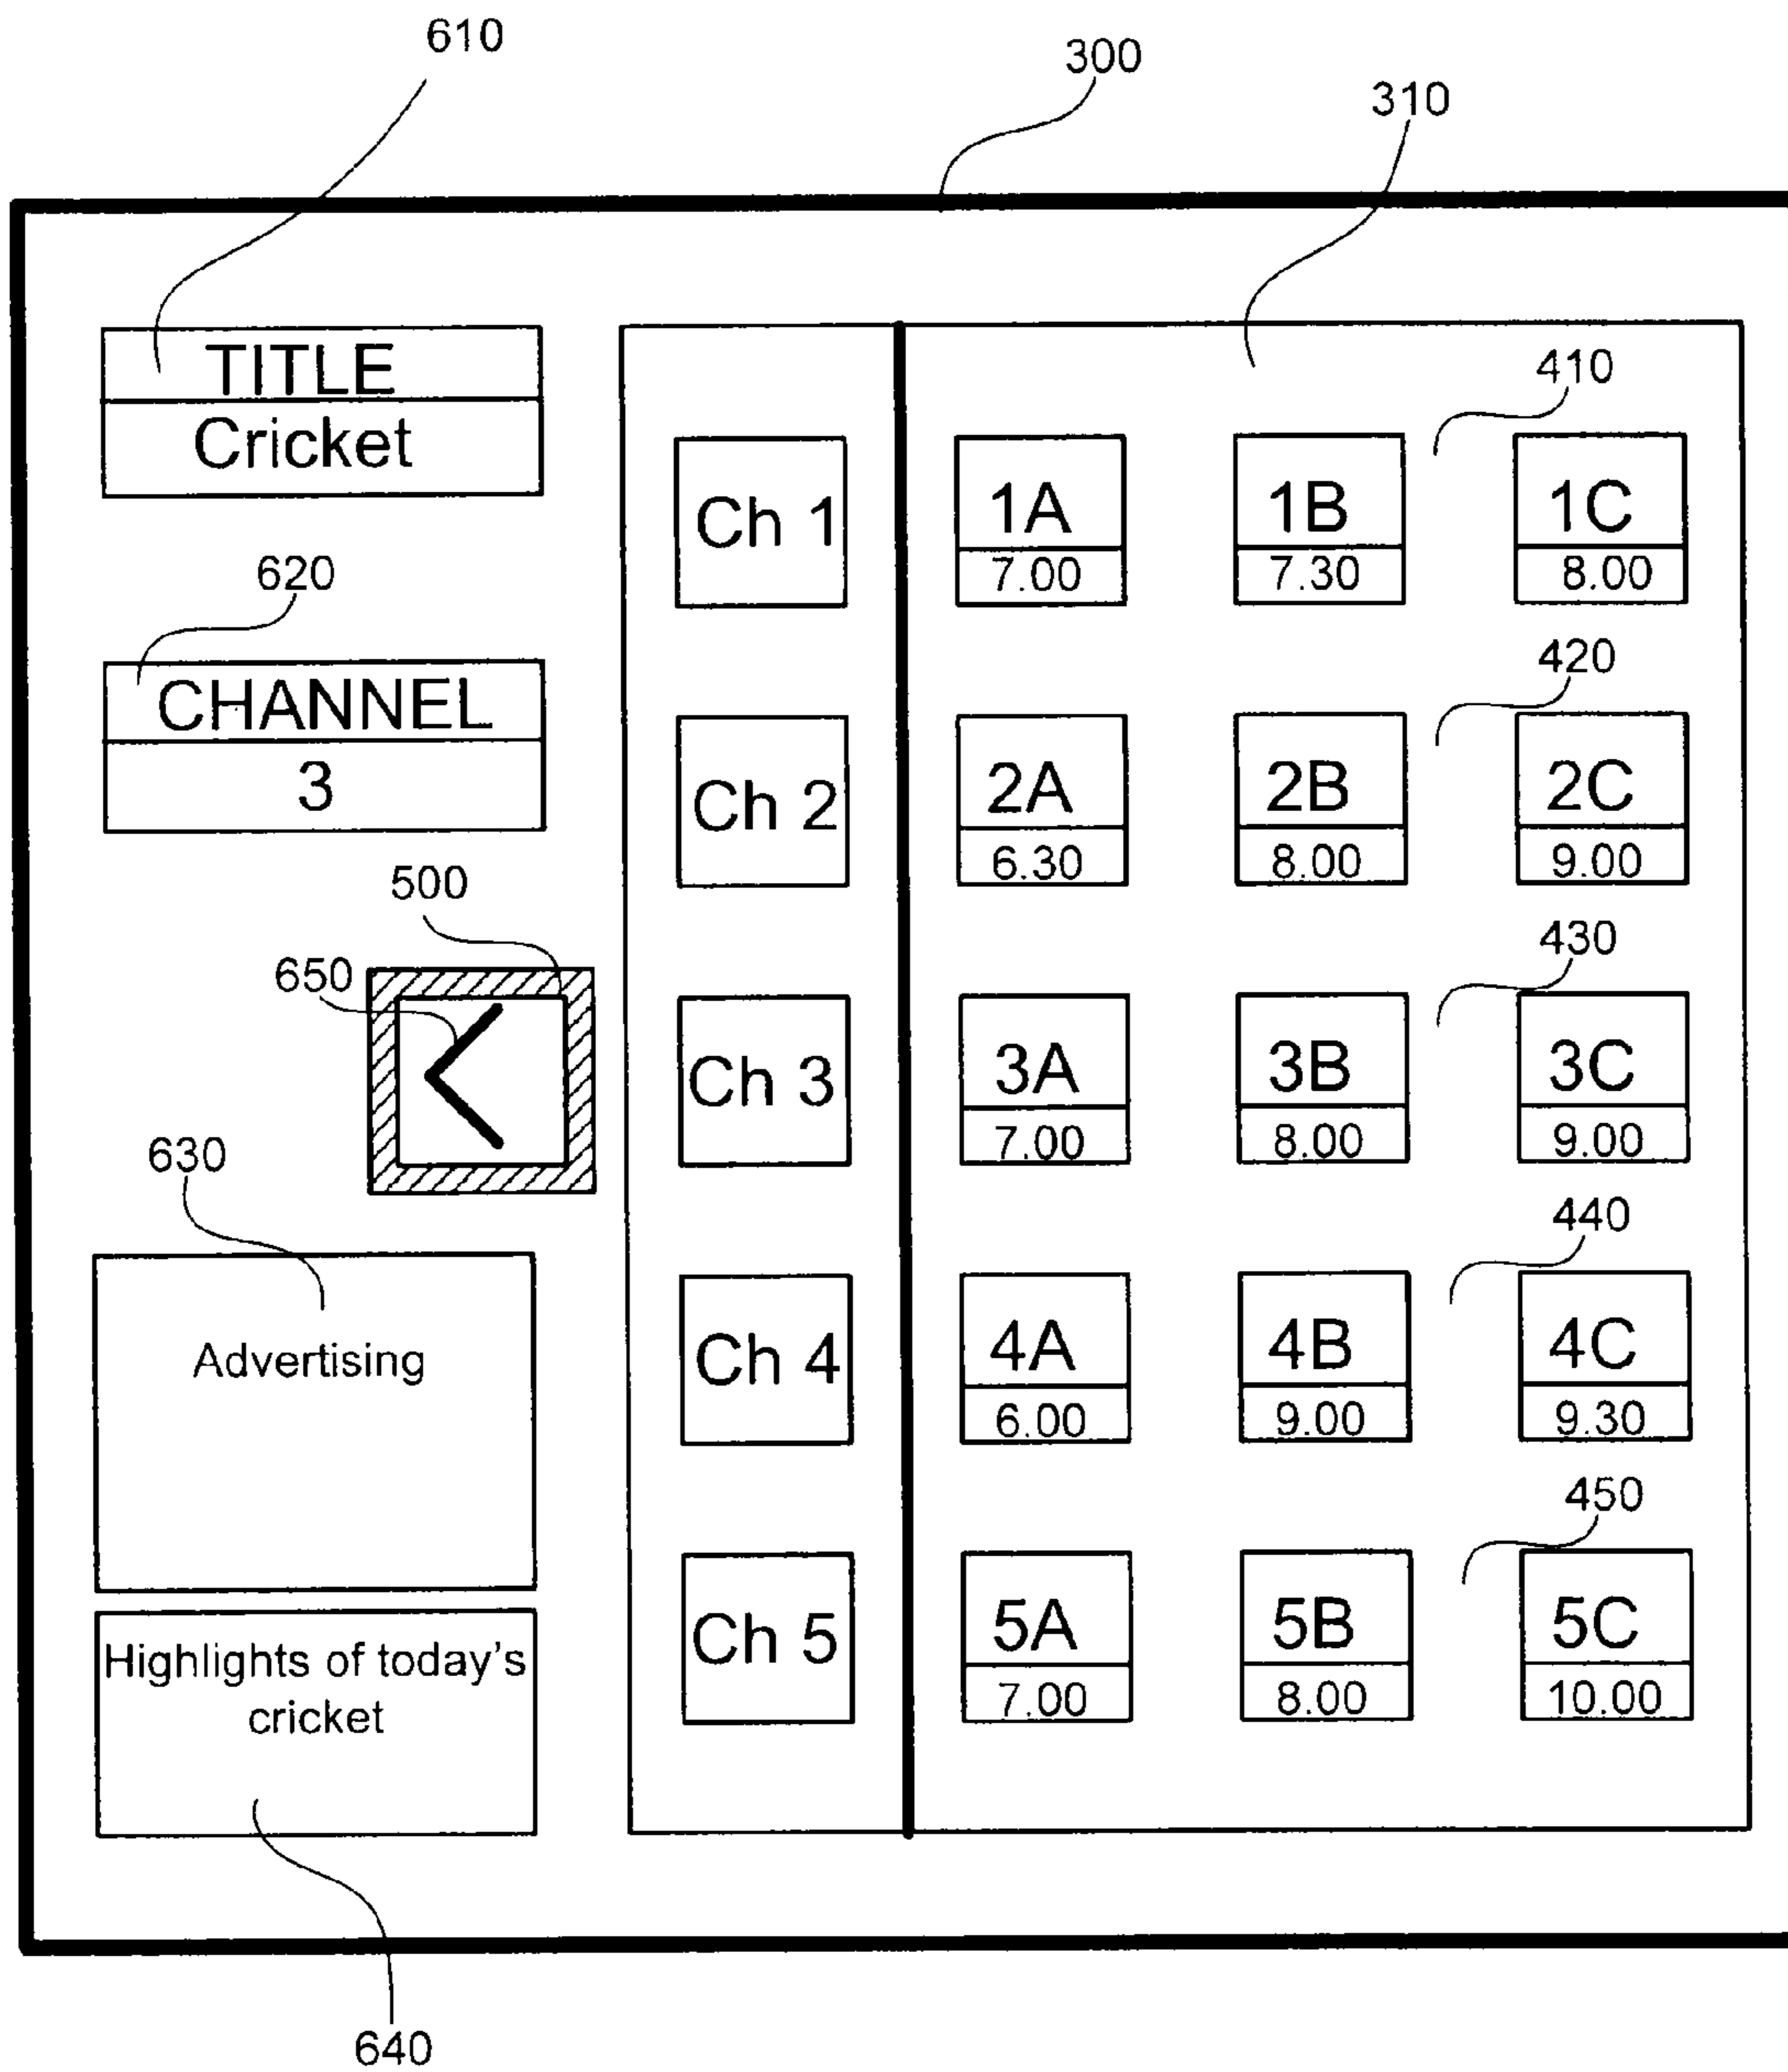 610
300
310
TITLE
Cricket
620
CHANNEL
3
500
650
630
Advertising
Highlights of today's
cricket
640
410
Ch 1
1A
1B
1C
7.00
7.30
8.00
420
Ch 2
2A
2B
2C
6.30
8.00
9.00
430
Ch 3
3A
3B
3C
7.00
8.00
9.00
440
Ch 4
4A
4B
4C
6.00
9.00
9.30
450
Ch 5
5A
5B
5C
7.00
8.00
10.00